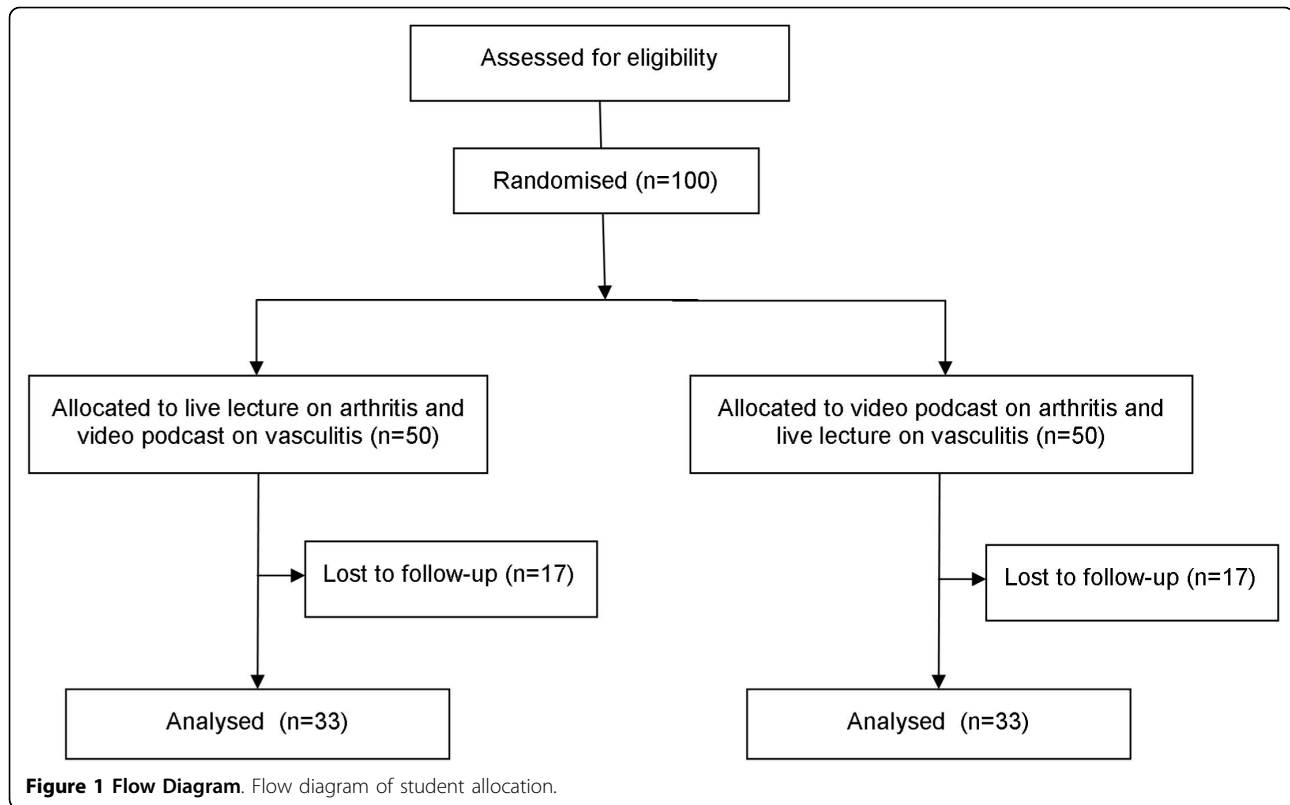 Assessed for eligibility
Randomised (n=100)
Allocated to live lecture on arthritis and
video podcast on vasculitis (n=50)
Allocated to video podcast on arthritis and
live lecture on vasculitis (n=50)
Lost to follow-up (n=17)
Lost to follow-up (n=17)
Analysed (n=33)
Analysed (n=33)
Figure 1 Flow Diagram. Flow diagram of student allocation.